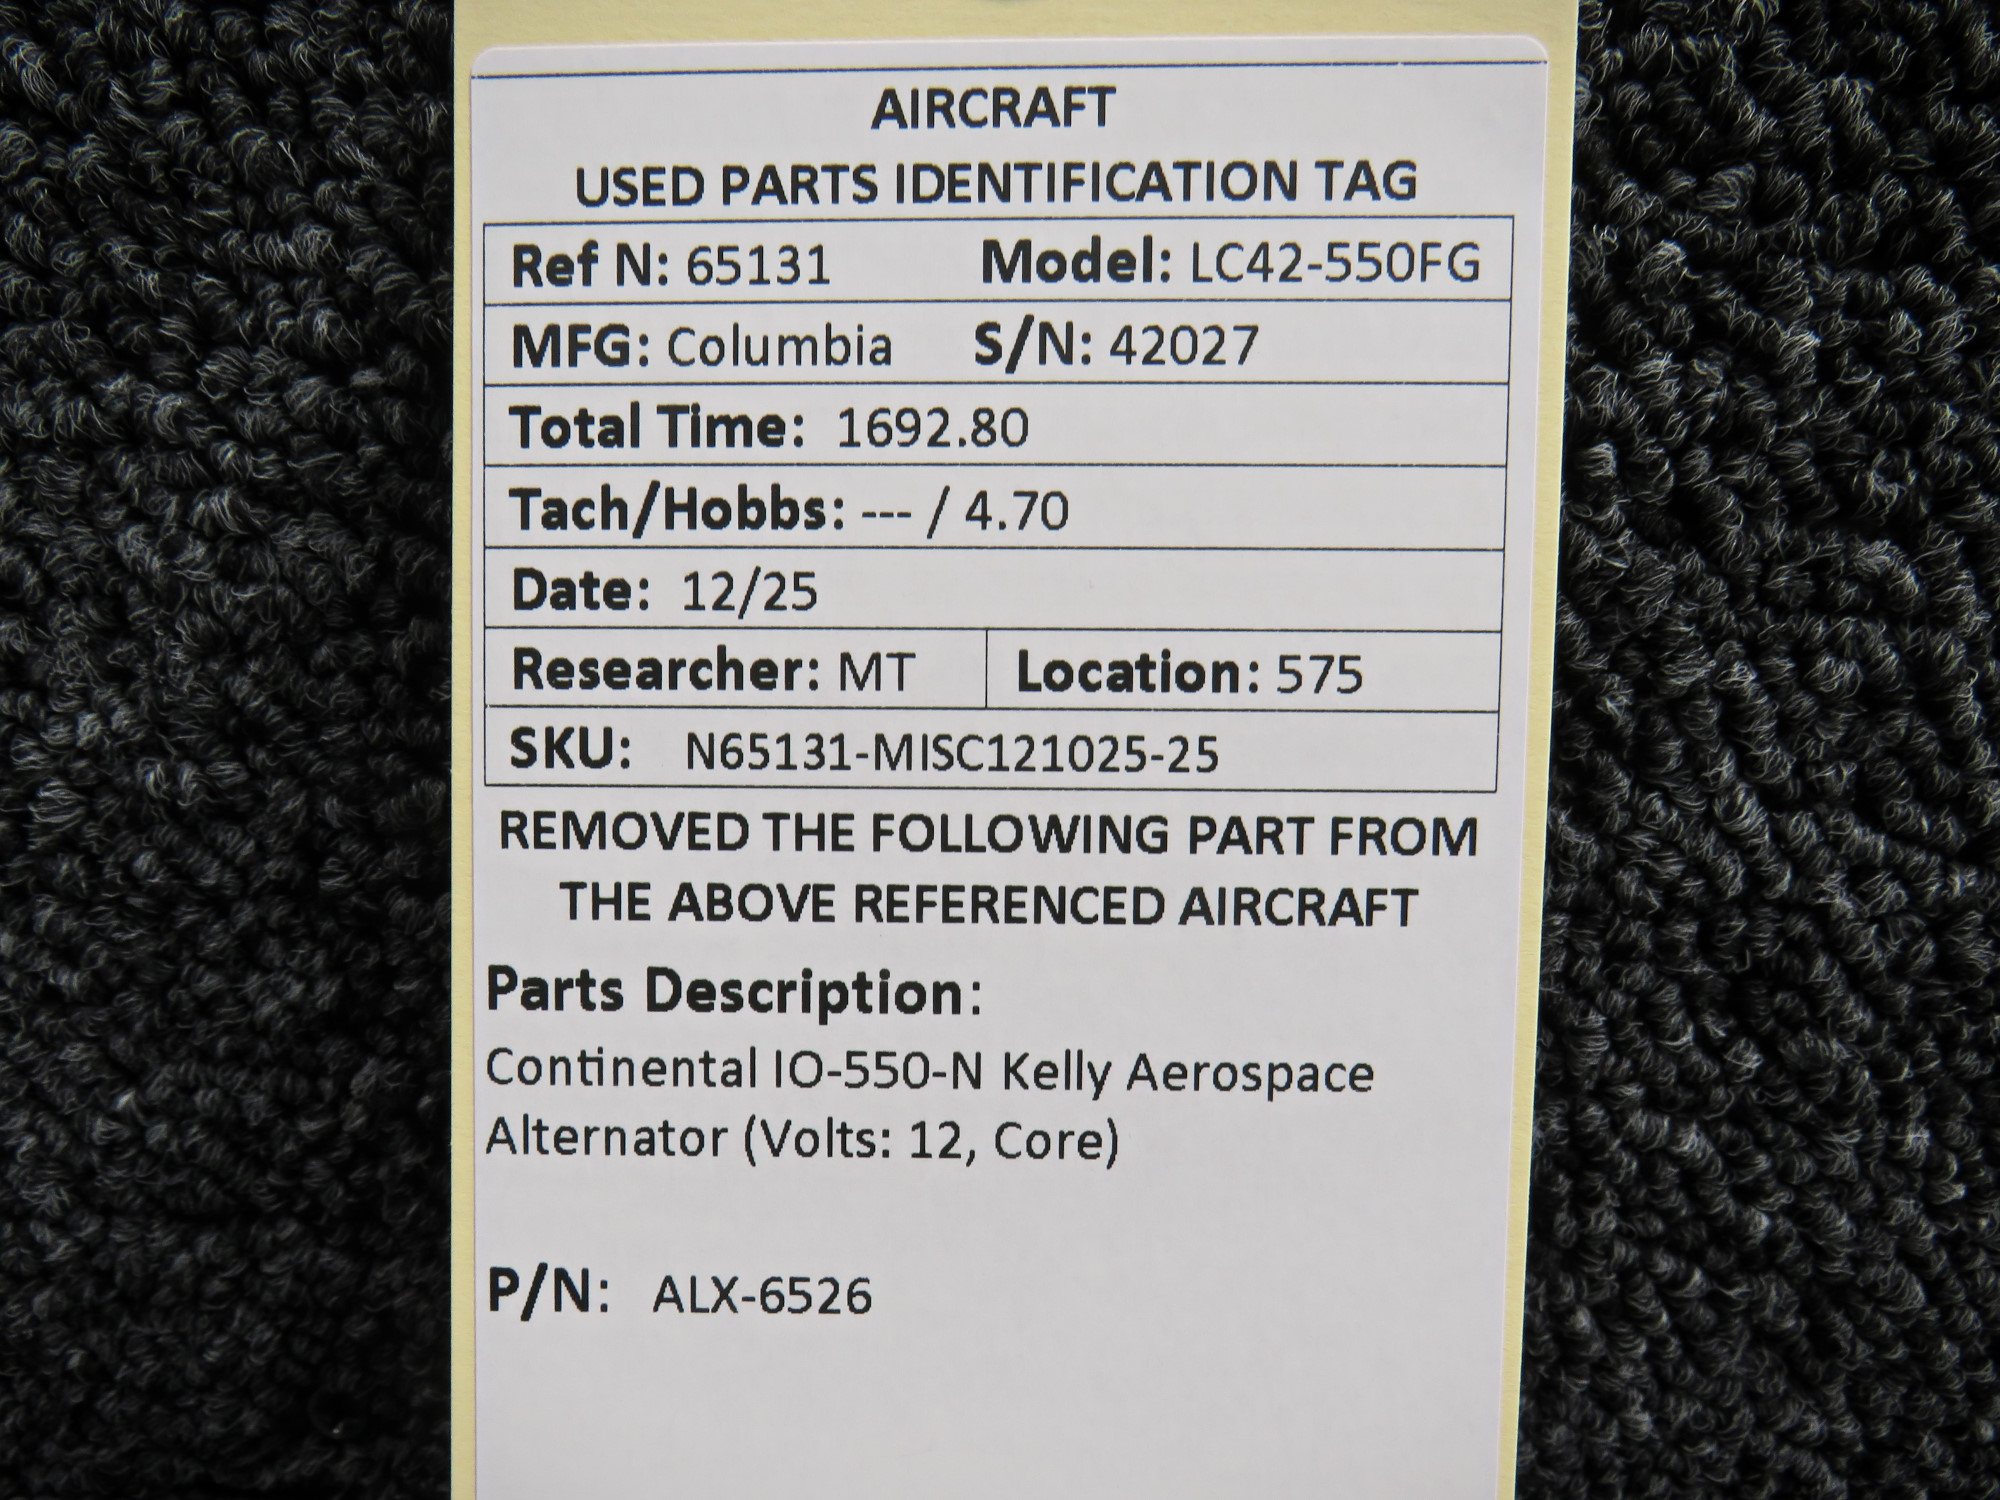 AIRCRAFT
USED PARTS IDENTIFICATION TAG
Ref N: 65131 Model: LC42-550FG
MFG: Columbia S/N: 42027
Total Time: 1692.80
Tach/Hobbs: --- / 4.70
Date: 12/25
Researcher: MT Location: 575
SKU: N65131-MISC121025-25
REMOVED THE FOLLOWING PART FROM
THE ABOVE REFERENCED AIRCRAFT
Parts Description:
Continental IO-550-N Kelly Aerospace
Alternator (Volts: 12, Core)
P/N: ALX-6526